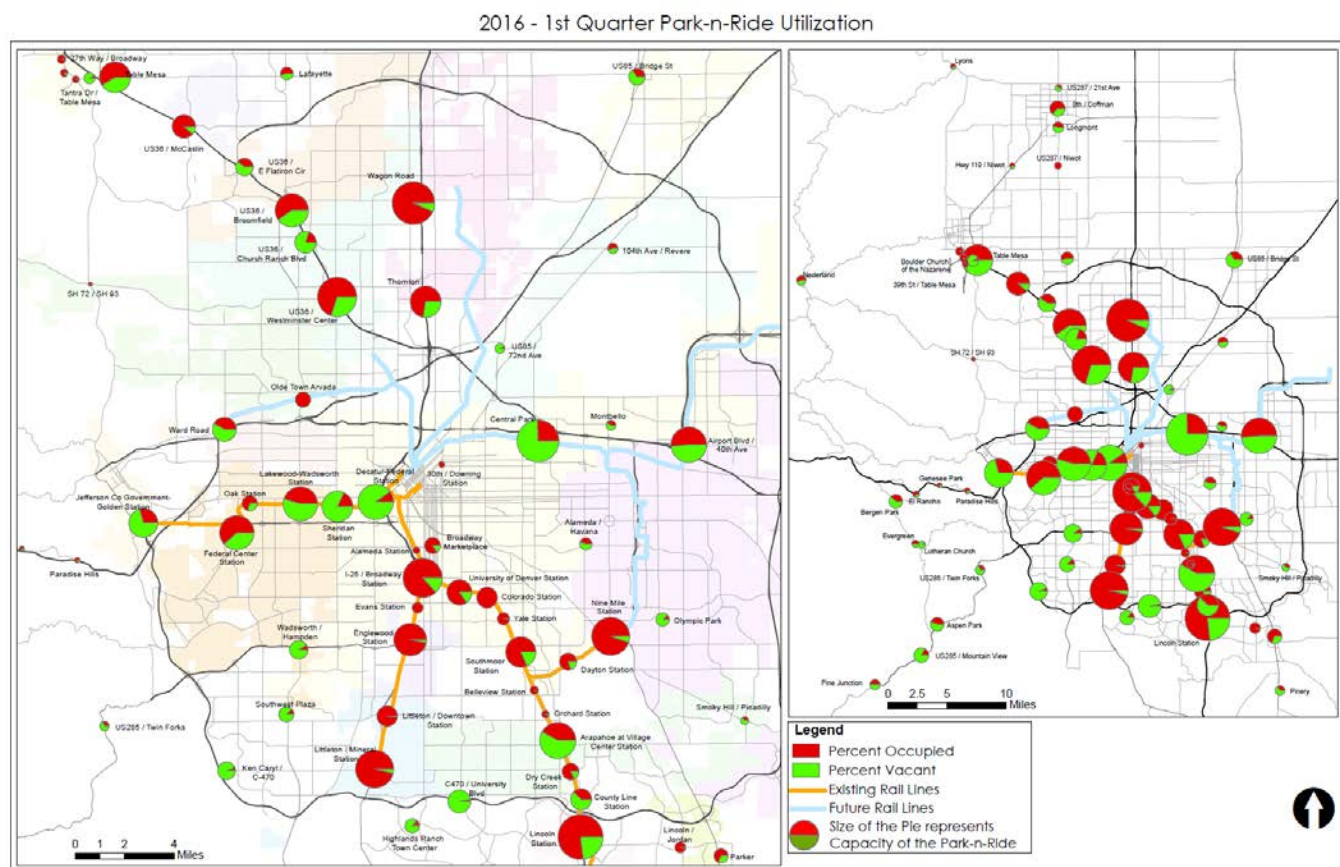 2016 - 1st Quarter Park-n-Ride Utilization
27th Way / Broadway
Table Mesa
Tantra Dr /
Table Mesa
Lafayette
US85 / Bridge St
US36 / McCaslin
US36 /
E Flatiron Cir
Wagon Road
US36 /
Broomfield
US36 /
Church Ranch Blvd
104th Ave / Revere
SH 72 / SH 93
Thornton
US36 /
Westminster Center
US85 /
72nd Ave
Olde Town Arvada
Ward Road
Central Park
Montbello
Airport Blvd /
40th Ave
Lakewood-Wadsworth
Station
Decatur-Federal
Station
30th / Downing
Station
Jefferson Co Government-
Golden Station
Oak Station
Sheridan
Station
Federal Center
Station
Alameda /
Havana
Alameda Station
Broadway
Marketplace
Paradise Hills
I-25 / Broadway
Station
University of Denver Station
Colorado Station
Evans Station
Yale Station
Nine Mile
Station
Olympic Park
Wadsworth /
Hampden
Englewood
Station
Southmoor
Station
Dayton Station
Belleview Station
Southwest Plaza
US285 / Twin Forks
Littleton / Downtown
Station
Orchard Station
Smoky Hill / Picadilly
Arapahoe at Village
Center Station
Littleton / Mineral
Station
Ken Caryl /
C-470
Dry Creek
Station
C470 / University
Blvd
County Line
Station
Highlands Ranch
Town Center
Lincoln
Station
Lincoln /
Jordan
Parker
0 1 2 4
Miles
Lyons
US287 / 21st Ave
8th / Coffman
Longmont
Hwy 119 / Niwot
US287 / Niwot
Table Mesa
Boulder Church
of the Nazarene
39th St / Table Mesa
US85 / Bridge St
Nederland
SH 72 / SH 93
Genesee Park
El Rancho
Paradise Hills
Bergen Park
Evergreen
Lutheran Church
US285 / Twin Forks
Smoky Hill / Picadilly
Aspen Park
Lincoln Station
US285 / Mountain View
Pine Junction
Pinery
0 2.5 5 10
Miles
Legend
Percent Occupied
Percent Vacant
Existing Rail Lines
Future Rail Lines
Size of the Pie represents
Capacity of the Park-n-Ride